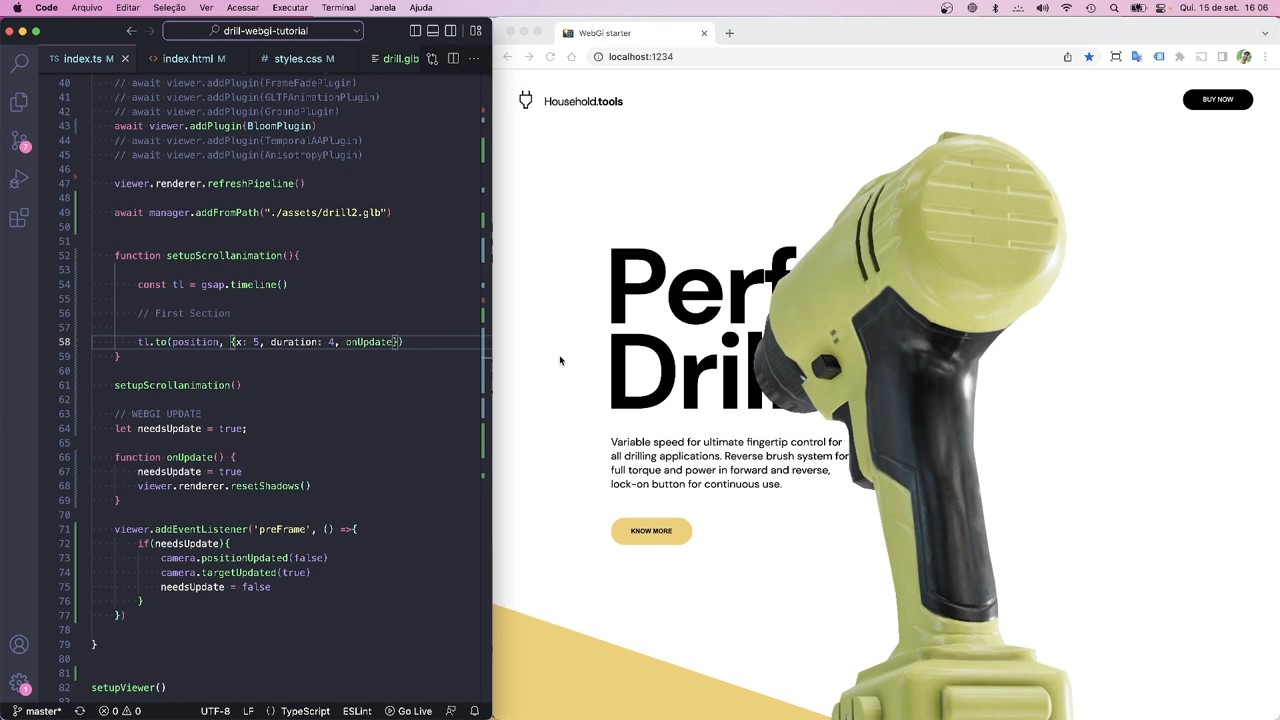 Code Editar Seleção Ver Acessar Executar Terminal Janela Ajuda
qui. 15 de set. 16 09
drill-webgi-tutorial
TS index.ts M
<> index.html M
# styles.css M
drill.glb
40 // await viewer.addPlugin(FrameFadePlugin)
41 // await viewer.addPlugin(GLTFAnimationPlugin)
42 // await viewer.addPlugin(GroundPlugin)
43 await viewer.addPlugin(BloomPlugin)
44 // await viewer.addPlugin(TemporalAAPlugin)
45 // await viewer.addPlugin(AnisotropyPlugin)
46
47 viewer.renderer.refreshPipeline()
48
49 await manager.addFromPath("./assets/drill2.glb")
50
51
52 function setupScrollanimation(){
53
54 const tl = gsap.timeline()
55
56 // First Section
57
58 tl.to(position, {x: 5, duration: 4, onUpdate})
59 }
60
61 setupScrollanimation()
62
63 // WEBGI UPDATE
64 let needsUpdate = true;
65
66 function onUpdate() {
67 needsUpdate = true
68 viewer.renderer.resetShadows()
69 }
70
71 viewer.addEventListener('preFrame', () =>{
72 if(needsUpdate){
73 camera.positionUpdated(false)
74 camera.targetUpdated(true)
75 needsUpdate = false
76 }
77 })
78
79 }
80
81
82 setupViewer()
7
1
master* 0 0 UTF-8 LF {} TypeScript ESLint Go Live
WebGi starter
localhost:1234
Household.tools
BUY NOW
Perf
Dril
Variable speed for ultimate fingertip control for
all drilling applications. Reverse brush system for
full torque and power in forward and reverse,
lock-on button for continuous use.
KNOW MORE